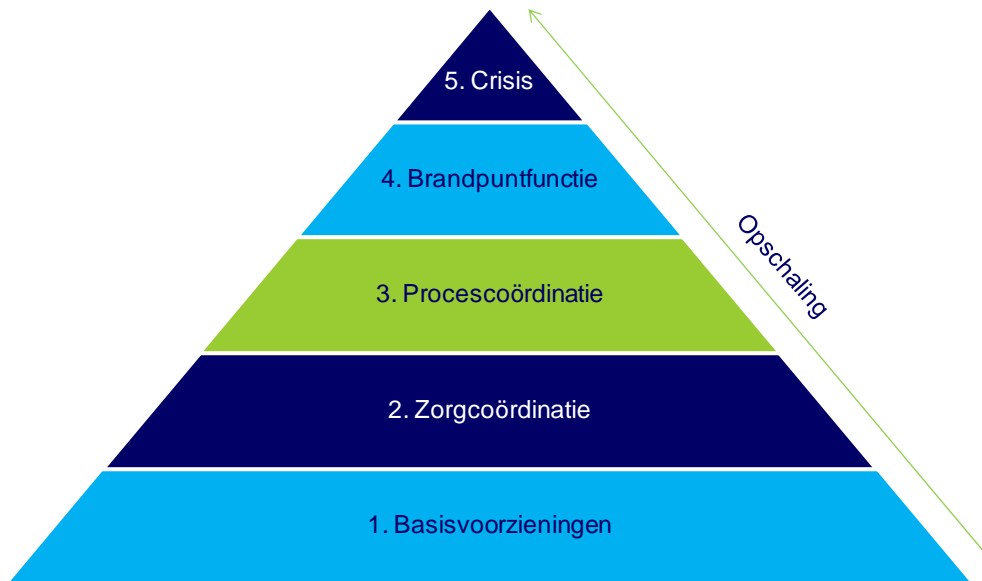 5. Crisis
4. Brandpuntfunctie
Opschaling
3. Procescoördinatie
2. Zorgcoördinatie
1. Basisvoorzieningen